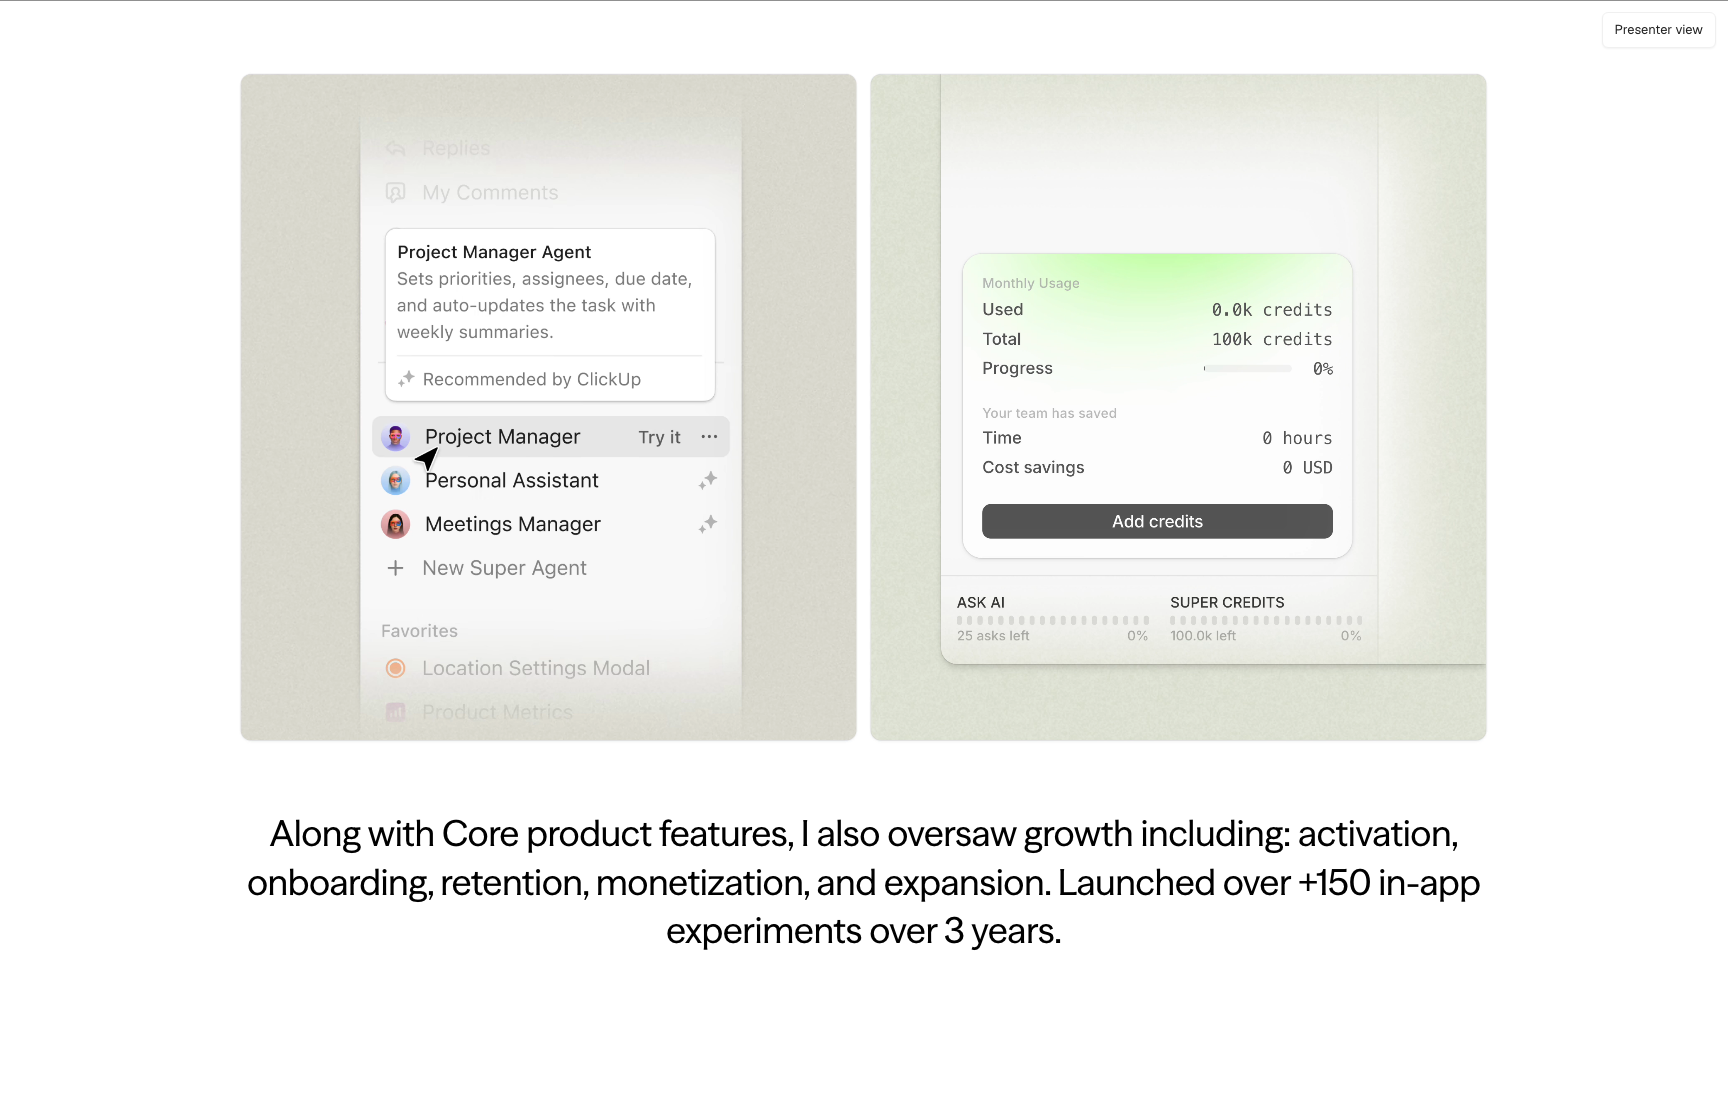 Presenter view
Replies
My Comments
Project Manager Agent
Sets priorities, assignees, due date,
and auto-updates the task with
weekly summaries.
Recommended by ClickUp
Project Manager Try it ...
Personal Assistant
Meetings Manager
+ New Super Agent
Favorites
Location Settings Modal
Product Metrics
Monthly Usage
Used 0.0k credits
Total 100k credits
Progress 0%
Your team has saved
Time 0 hours
Cost savings 0 USD
Add credits
ASK AI
25 asks left 0%
SUPER CREDITS
100.0k left 0%
Along with Core product features, I also oversaw growth including: activation,
onboarding, retention, monetization, and expansion. Launched over +150 in-app
experiments over 3 years.